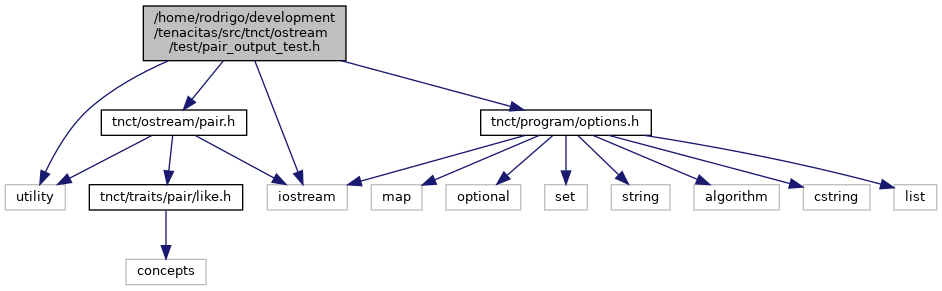 /home/rodrigo/development
/tenacitas/src/tnct/ostream
/test/pair_output_test.h
tnct/ostream/pair.h
tnct/program/options.h
utility
tnct/traits/pair/like.h
iostream
map
optional
set
string
algorithm
cstring
list
concepts